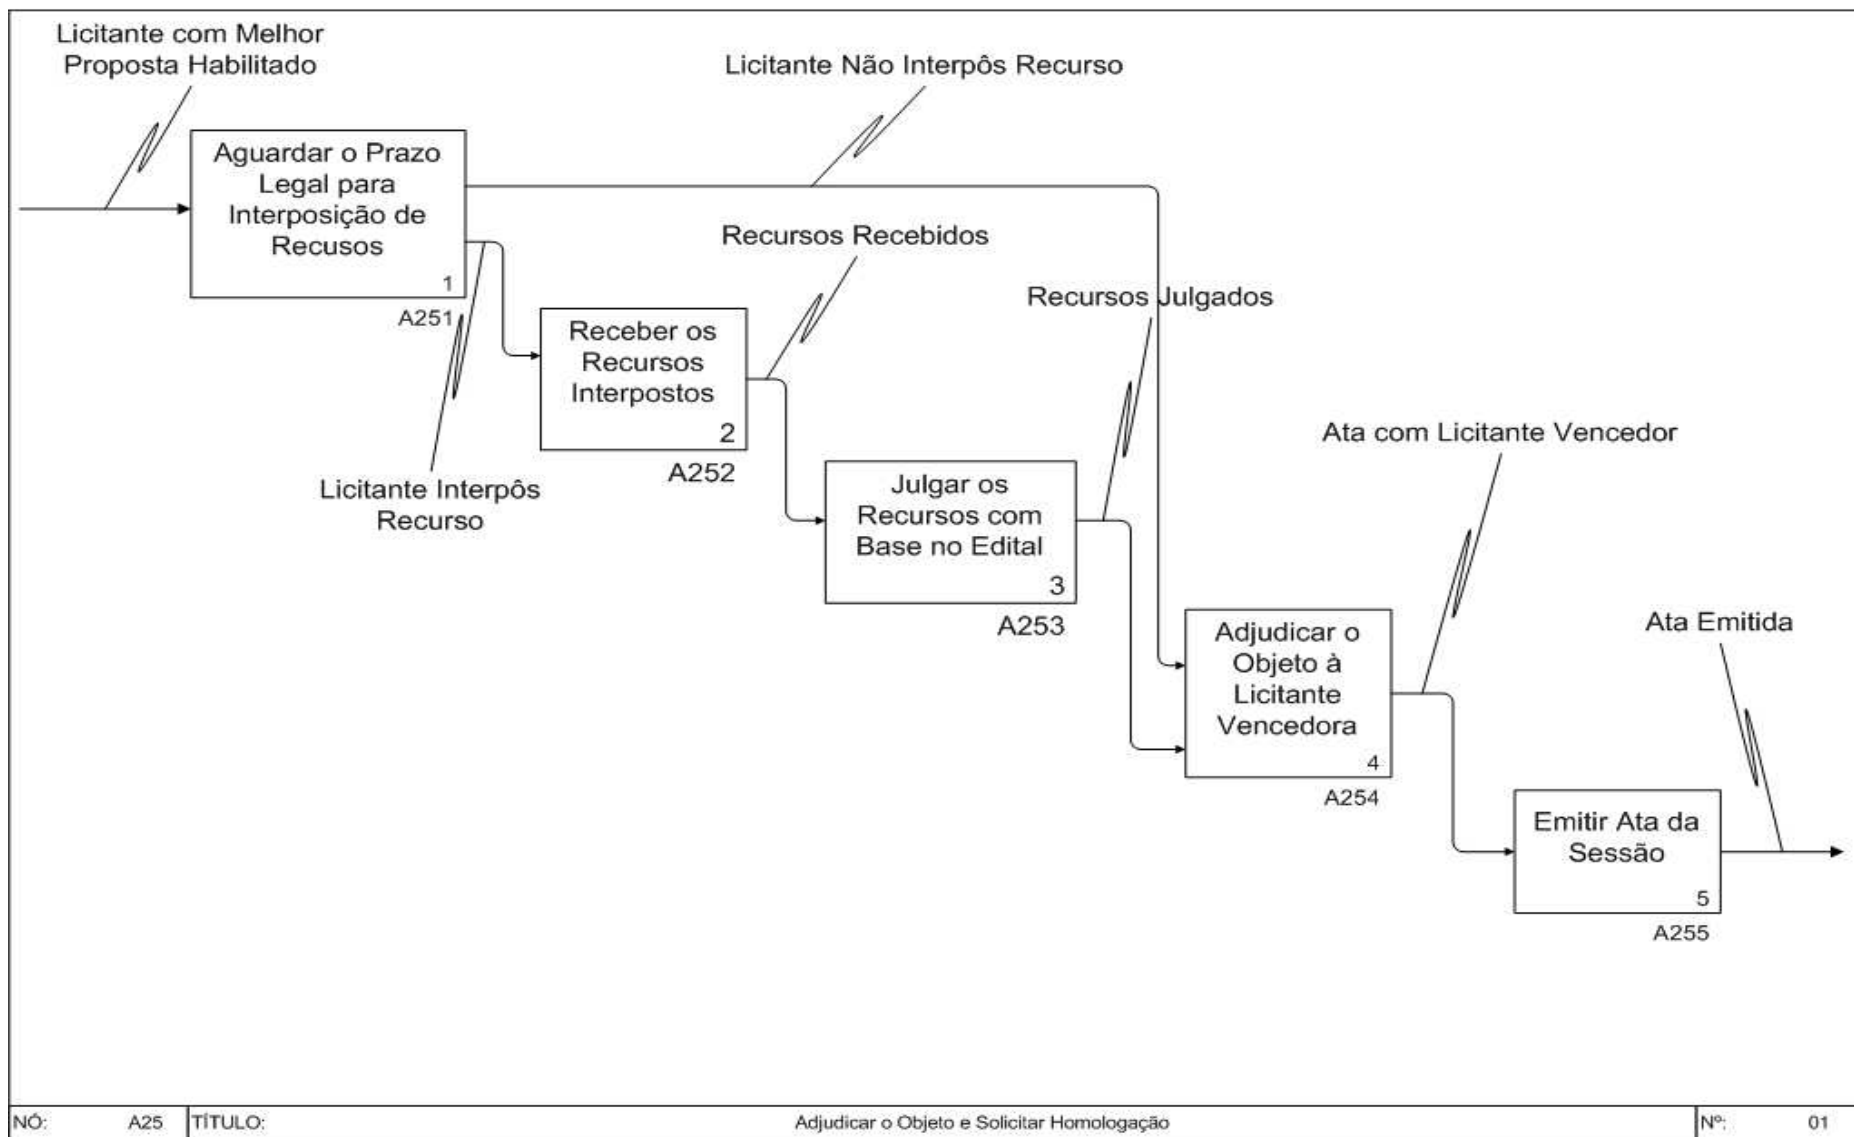 Licitante com Melhor
Proposta Habilitado
Licitante Não Interpôs Recurso
Aguardar o Prazo
Legal para
Interposição de
Recusos
1
A251
Recursos Recebidos
Recursos Julgados
Receber os
Recursos
Interpostos
2
A252
Licitante Interpôs
Recurso
Julgar os
Recursos com
Base no Edital
3
A253
Ata com Licitante Vencedor
Adjudicar o
Objeto à
Licitante
Vencedora
4
A254
Ata Emitida
Emitir Ata da
Sessão
5
A255
NÓ: A25 TÍTULO: Adjudicar o Objeto e Solicitar Homologação Nº: 01